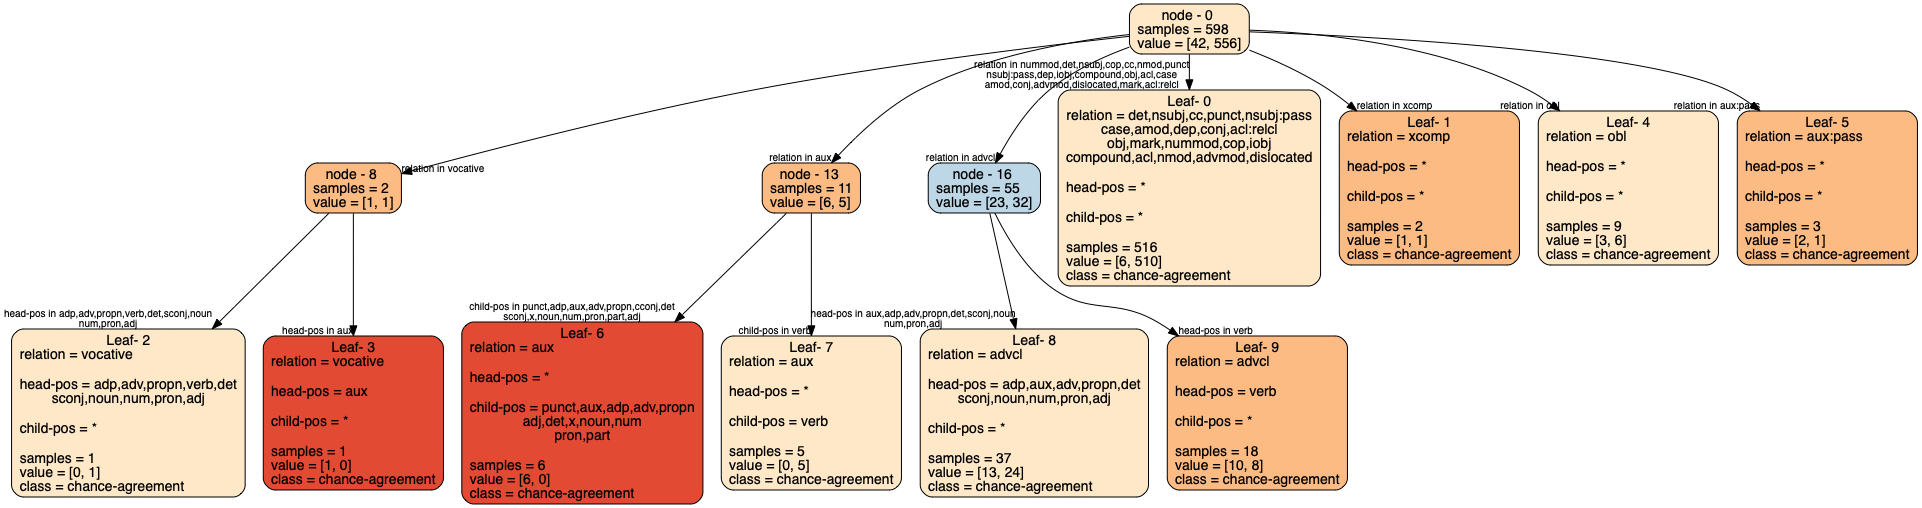 node - 0
samples = 598
value = [42, 556]
relation in nummod,det,nsubj,cop,cc,nmod,punct
nsubj:pass,dep,iobj,compound,obj,acl,case
amod,conj,advmod,dislocated,mark,acl:relcl
relation in vocative
relation in aux
relation in advcl
relation in xcomp
relation in obl
relation in aux:pass
node - 8
samples = 2
value = [1, 1]
node - 13
samples = 11
value = [6, 5]
node - 16
samples = 55
value = [23, 32]
Leaf- 0
relation = det,nsubj,cc,punct,nsubj:pass
case,amod,dep,conj,acl:relcl
obj,mark,nummod,cop,iobj
compound,acl,nmod,advmod,dislocated
head-pos = *
child-pos = *
samples = 516
value = [6, 510]
class = chance-agreement
Leaf- 1
relation = xcomp
head-pos = *
child-pos = *
samples = 2
value = [1, 1]
class = chance-agreement
Leaf- 4
relation = obl
head-pos = *
child-pos = *
samples = 9
value = [3, 6]
class = chance-agreement
Leaf- 5
relation = aux:pass
head-pos = *
child-pos = *
samples = 3
value = [2, 1]
class = chance-agreement
head-pos in adp,adv,propn,verb,det,sconj,noun
num,pron,adj
head-pos in aux
child-pos in punct,adp,aux,adv,propn,cconj,det
sconj,x,noun,num,pron,part,adj
child-pos in verb
head-pos in aux,adp,adv,propn,det,sconj,noun
num,pron,adj
head-pos in verb
Leaf- 2
relation = vocative
head-pos = adp,adv,propn,verb,det
sconj,noun,num,pron,adj
child-pos = *
samples = 1
value = [0, 1]
class = chance-agreement
Leaf- 3
relation = vocative
head-pos = aux
child-pos = *
samples = 1
value = [1, 0]
class = chance-agreement
Leaf- 6
relation = aux
head-pos = *
child-pos = punct,aux,adp,adv,propn
adj,det,x,noun,num
pron,part
samples = 6
value = [6, 0]
class = chance-agreement
Leaf- 7
relation = aux
head-pos = *
child-pos = verb
samples = 5
value = [0, 5]
class = chance-agreement
Leaf- 8
relation = advcl
head-pos = adp,aux,adv,propn,det
sconj,noun,num,pron,adj
child-pos = *
samples = 37
value = [13, 24]
class = chance-agreement
Leaf- 9
relation = advcl
head-pos = verb
child-pos = *
samples = 18
value = [10, 8]
class = chance-agreement